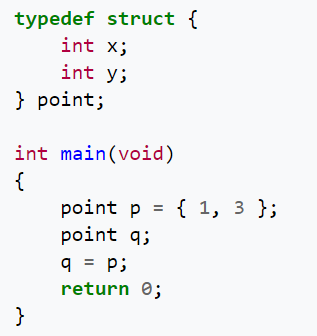 typedef struct {
    int x;
    int y;
} point;

int main(void)
{
    point p = { 1, 3 };
    point q;
    q = p;
    return 0;
}